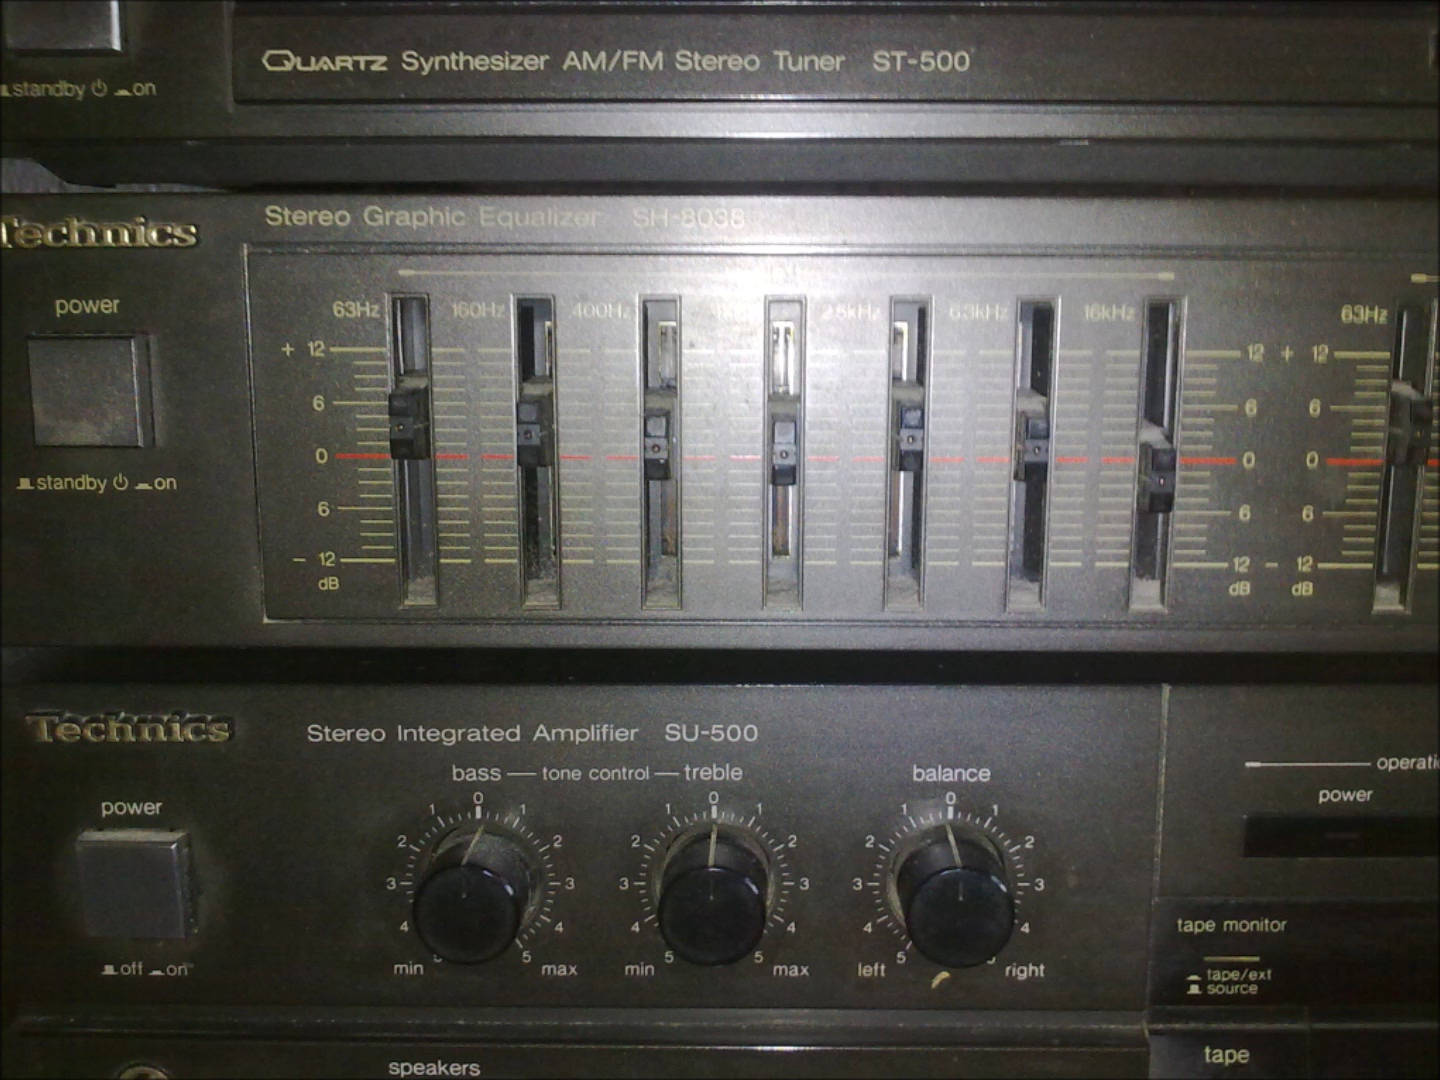 QUARTZ Synthesizer AM/FM Stereo Tuner ST-500
standby on
Technics
Stereo Graphic Equalizer SH-8038
power
63Hz 160Hz 400Hz 2.5kHz 6.3kHz 16kHz 63Hz
+ 12 12 + 12
6 6 6
0 0 0
standby on
6 6 6
- 12 12 - 12
dB dB dB
Technics
Stereo Integrated Amplifier SU-500
bass tone control treble
balance
power
operati
power
0 0 0
1 1 1 1 1 1
2 2 2 2 2 2
3 3 3 3 3 3
4 4 4 4 4 4
5 5 5 5 5
min max min max left right
off on
tape monitor
tape/ext
source
speakers
tape